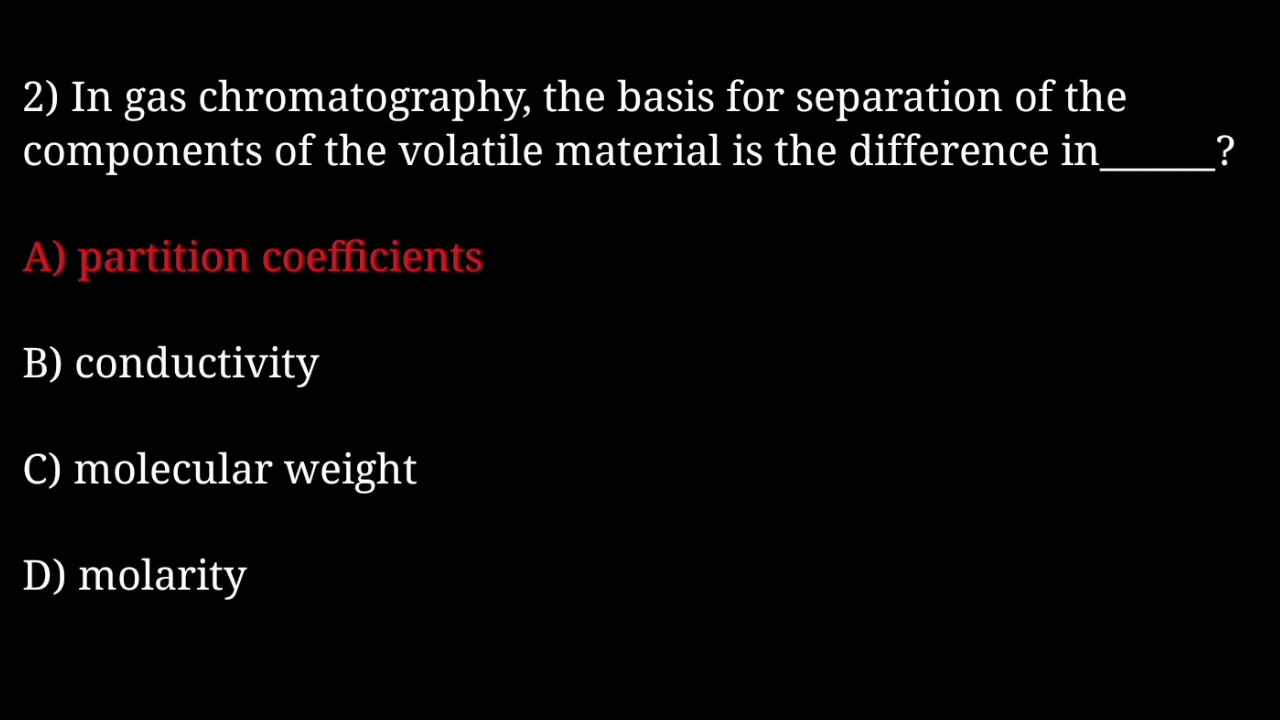 2) In gas chromatography, the basis for separation of the
components of the volatile material is the difference in______?
A) partition coefficients
B) conductivity
C) molecular weight
D) molarity